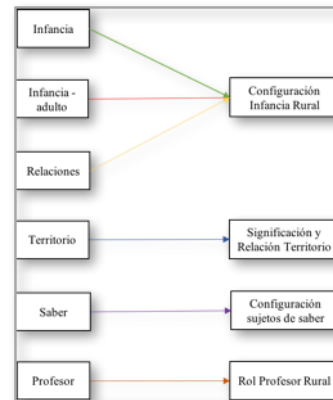 Infancia
Infancia -
adulto
Configuración
Infancia Rural
Relaciones
Territorio
Significación y
Relación Territorio
Saber
Configuración
sujetos de saber
Profesor
Rol Profesor Rural